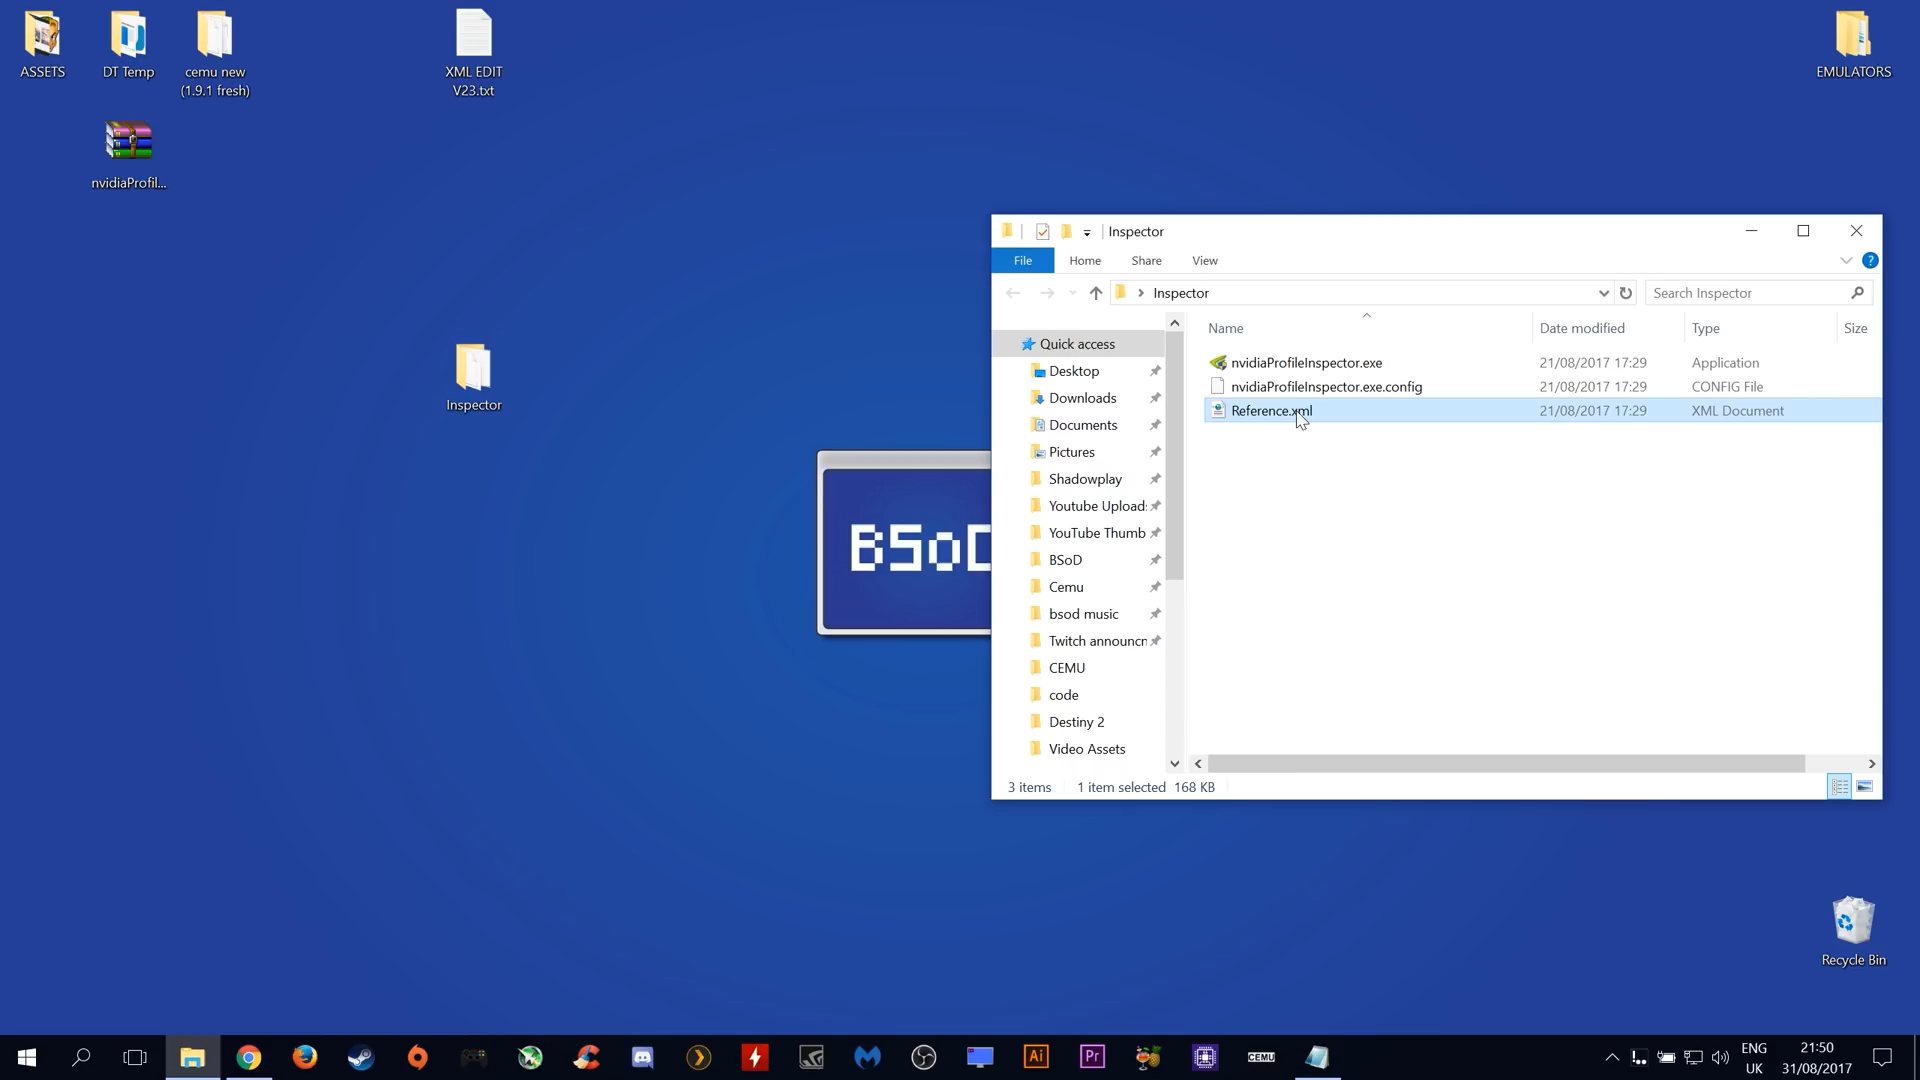 ASSETS
DT Temp
cemu new
(1.9.1 fresh)
XML EDIT
V23.txt
EMULATORS
nvidiaProfil...
Inspector
BSoD
Inspector
File
Home
Share
View
Inspector
Search Inspector
Name
Date modified
Type
Size
Quick access
Desktop
Downloads
Documents
Pictures
Shadowplay
Youtube Upload
YouTube Thumb
BSoD
Cemu
bsod music
Twitch announcr
CEMU
code
Destiny 2
Video Assets
nvidiaProfileInspector.exe 21/08/2017 17:29 Application
nvidiaProfileInspector.exe.config 21/08/2017 17:29 CONFIG File
Reference.xml 21/08/2017 17:29 XML Document
3 items 1 item selected 168 KB
Recycle Bin
Ai
Pr
CEMU
ENG
UK
21:50
31/08/2017